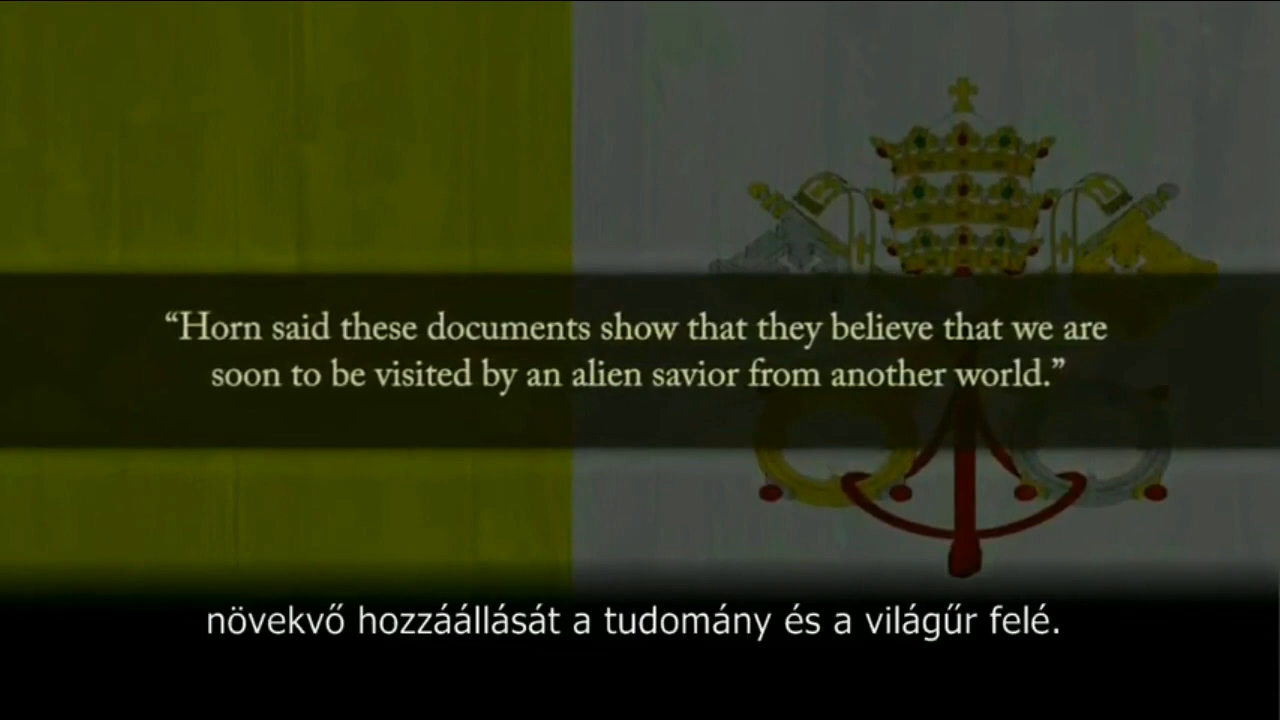 “Horn said these documents show that they believe that we are
soon to be visited by an alien savior from another world.”
növekvő hozzáállását a tudomány és a világűr felé.